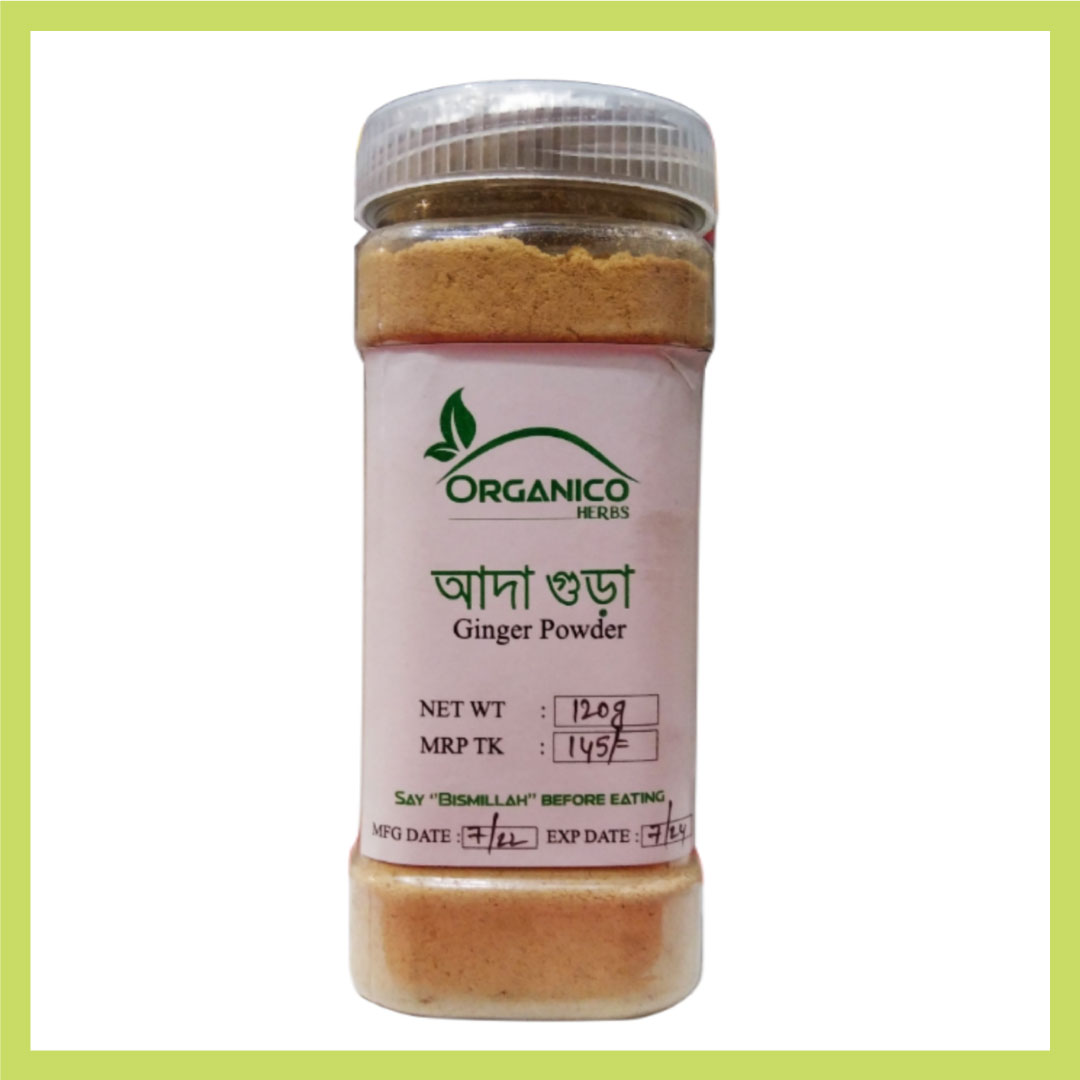 ORGANICO
HERBS
আদা গুড়া
Ginger Powder
NET WT : 120g
MRP TK : 145/=
SAY "BISMILLAH" BEFORE EATING
MFG DATE : 7/22 EXP DATE : 7/24